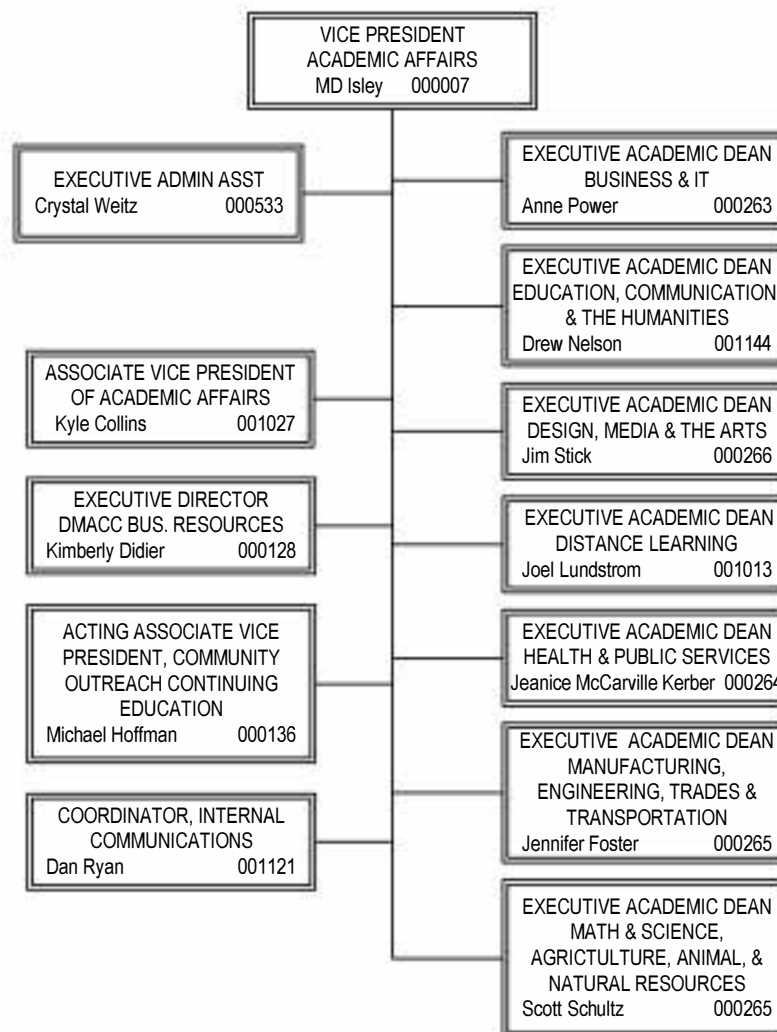 VICE PRESIDENT
ACADEMIC AFFAIRS
MD Isley 000007
EXECUTIVE ADMIN ASST
Crystal Weitz 000533
ASSOCIATE VICE PRESIDENT
OF ACADEMIC AFFAIRS
Kyle Collins 001027
EXECUTIVE DIRECTOR
DMACC BUS. RESOURCES
Kimberly Didier 000128
ACTING ASSOCIATE VICE
PRESIDENT, COMMUNITY
OUTREACH CONTINUING
EDUCATION
Michael Hoffman 000136
COORDINATOR, INTERNAL
COMMUNICATIONS
Dan Ryan 001121
EXECUTIVE ACADEMIC DEAN
BUSINESS & IT
Anne Power 000263
EXECUTIVE ACADEMIC DEAN
EDUCATION, COMMUNICATION
& THE HUMANITIES
Drew Nelson 001144
EXECUTIVE ACADEMIC DEAN
DESIGN, MEDIA & THE ARTS
Jim Stick 000266
EXECUTIVE ACADEMIC DEAN
DISTANCE LEARNING
Joel Lundstrom 001013
EXECUTIVE ACADEMIC DEAN
HEALTH & PUBLIC SERVICES
Jeanice McCarville Kerber 000264
EXECUTIVE ACADEMIC DEAN
MANUFACTURING,
ENGINEERING, TRADES &
TRANSPORTATION
Jennifer Foster 000265
EXECUTIVE ACADEMIC DEAN
MATH & SCIENCE,
AGRICTULTURE, ANIMAL, &
NATURAL RESOURCES
Scott Schultz 000265